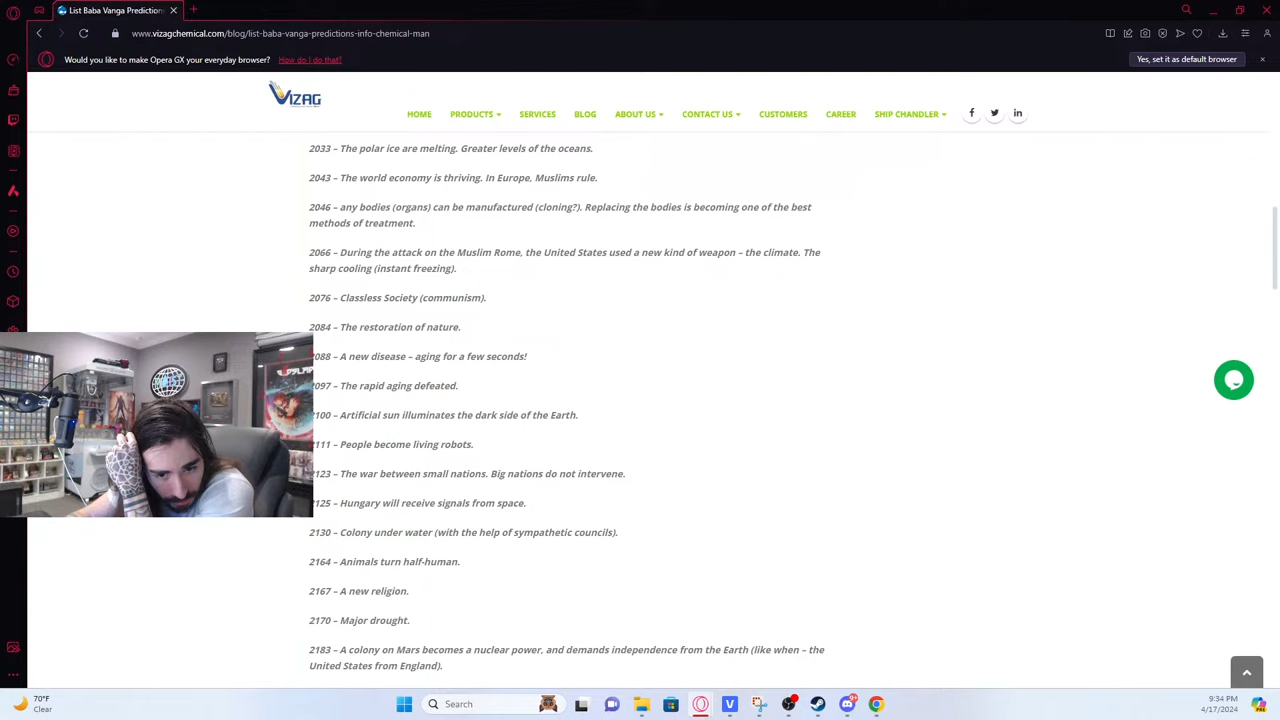 List Baba Vanga Prediction
www.vizagchemical.com/blog/list-baba-vanga-predictions-info-chemical-man
Would you like to make Opera GX your everyday browser? How do I do that? Yes, set it as default browser
VIZAG
HOME PRODUCTS SERVICES BLOG ABOUT US CONTACT US CUSTOMERS CAREER SHIP CHANDLER
2033 – The polar ice are melting. Greater levels of the oceans.
2043 – The world economy is thriving. In Europe, Muslims rule.
2046 – any bodies (organs) can be manufactured (cloning?). Replacing the bodies is becoming one of the best
methods of treatment.
2066 – During the attack on the Muslim Rome, the United States used a new kind of weapon – the climate. The
sharp cooling (instant freezing).
2076 – Classless Society (communism).
2084 – The restoration of nature.
2088 – A new disease – aging for a few seconds!
2097 – The rapid aging defeated.
2100 – Artificial sun illuminates the dark side of the Earth.
2111 – People become living robots.
2123 – The war between small nations. Big nations do not intervene.
2125 – Hungary will receive signals from space.
2130 – Colony under water (with the help of sympathetic councils).
2164 – Animals turn half-human.
2167 – A new religion.
2170 – Major drought.
2183 – A colony on Mars becomes a nuclear power, and demands independence from the Earth (like when – the
United States from England).
70°F
Clear
Search
9:34 PM
4/17/2024